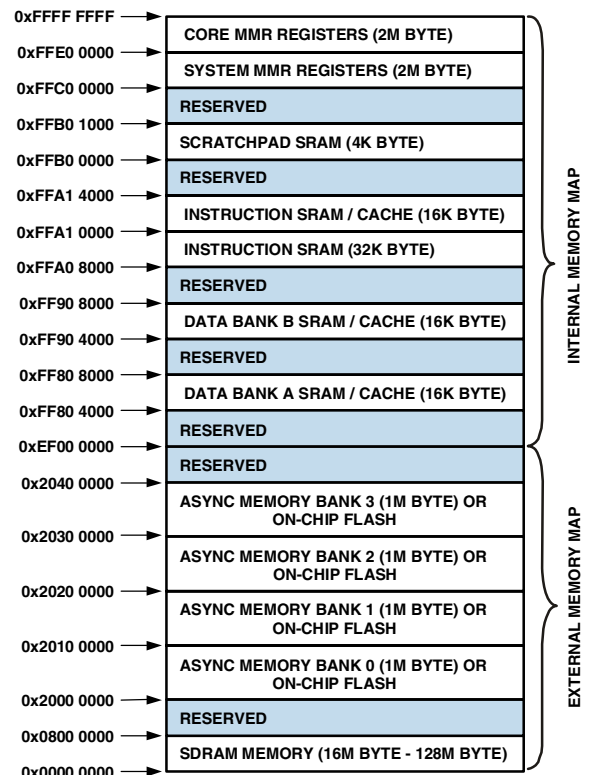 0xFFFF FFFF
CORE MMR REGISTERS (2M BYTE)
0xFFE0 0000
SYSTEM MMR REGISTERS (2M BYTE)
0xFFC0 0000
RESERVED
0xFFB0 1000
SCRATCHPAD SRAM (4K BYTE)
0xFFB0 0000
RESERVED
0xFFA1 4000
INSTRUCTION SRAM / CACHE (16K BYTE)
0xFFA1 0000
INSTRUCTION SRAM (32K BYTE)
0xFFA0 8000
RESERVED
0xFF90 8000
DATA BANK B SRAM / CACHE (16K BYTE)
0xFF90 4000
RESERVED
0xFF80 8000
DATA BANK A SRAM / CACHE (16K BYTE)
0xFF80 4000
RESERVED
0xEF00 0000
RESERVED
0x2040 0000
ASYNC MEMORY BANK 3 (1M BYTE) OR
ON-CHIP FLASH
0x2030 0000
ASYNC MEMORY BANK 2 (1M BYTE) OR
ON-CHIP FLASH
0x2020 0000
ASYNC MEMORY BANK 1 (1M BYTE) OR
ON-CHIP FLASH
0x2010 0000
ASYNC MEMORY BANK 0 (1M BYTE) OR
ON-CHIP FLASH
0x2000 0000
RESERVED
0x0800 0000
SDRAM MEMORY (16M BYTE - 128M BYTE)
0x0000 0000
INTERNAL MEMORY MAP
EXTERNAL MEMORY MAP